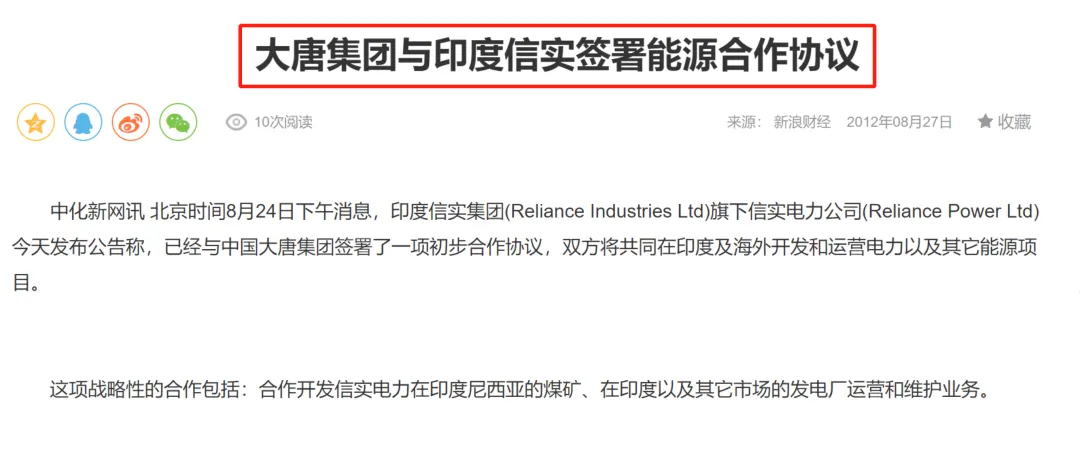 大唐集团与印度信实签署能源合作协议
10次阅读
来源： 新浪财经 2012年08月27日 收藏
中化新网讯 北京时间8月24日下午消息，印度信实集团(Reliance Industries Ltd)旗下信实电力公司(Reliance Power Ltd)
今天发布公告称，已经与中国大唐集团签署了一项初步合作协议，双方将共同在印度及海外开发和运营电力以及其它能源项
目。
这项战略性的合作包括：合作开发信实电力在印度尼西亚的煤矿、在印度以及其它市场的发电厂运营和维护业务。